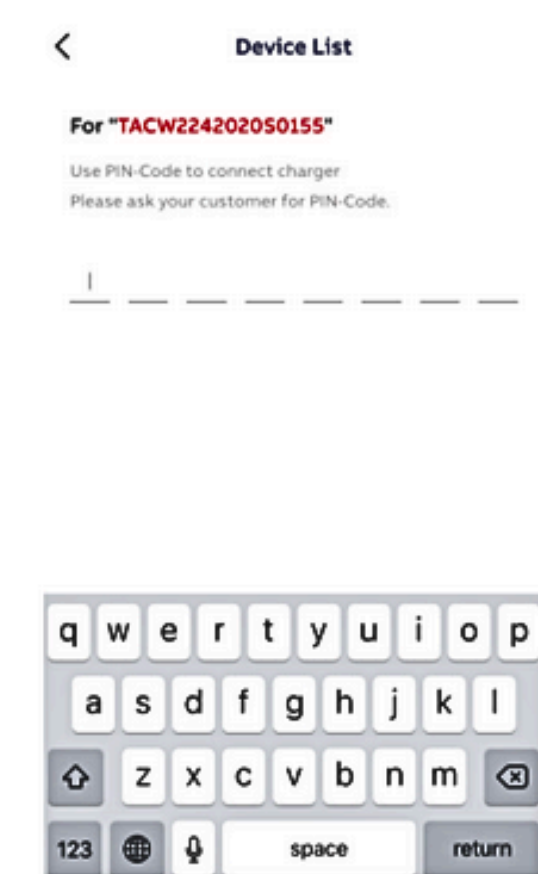 Device List
For "TACW2242020S0155"
Use PIN-Code to connect charger
Please ask your customer for PIN-Code.
q w e r t y u i o p
a s d f g h j k l
z x c v b n m
123 space return